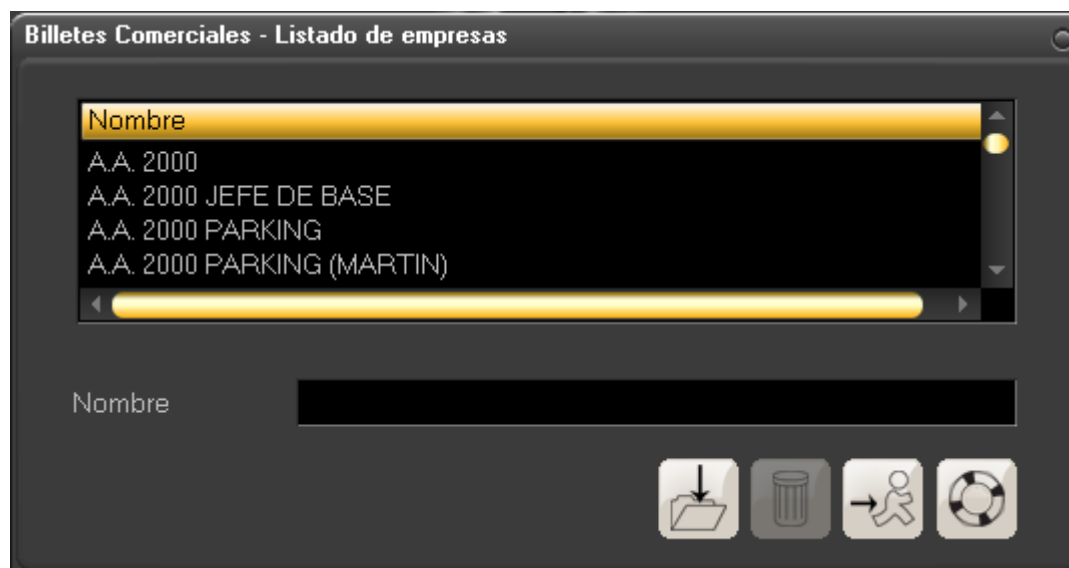 Billetes Comerciales - Listado de empresas
Nombre
A.A. 2000
A.A. 2000 JEFE DE BASE
A.A. 2000 PARKING
A.A. 2000 PARKING (MARTIN)
Nombre